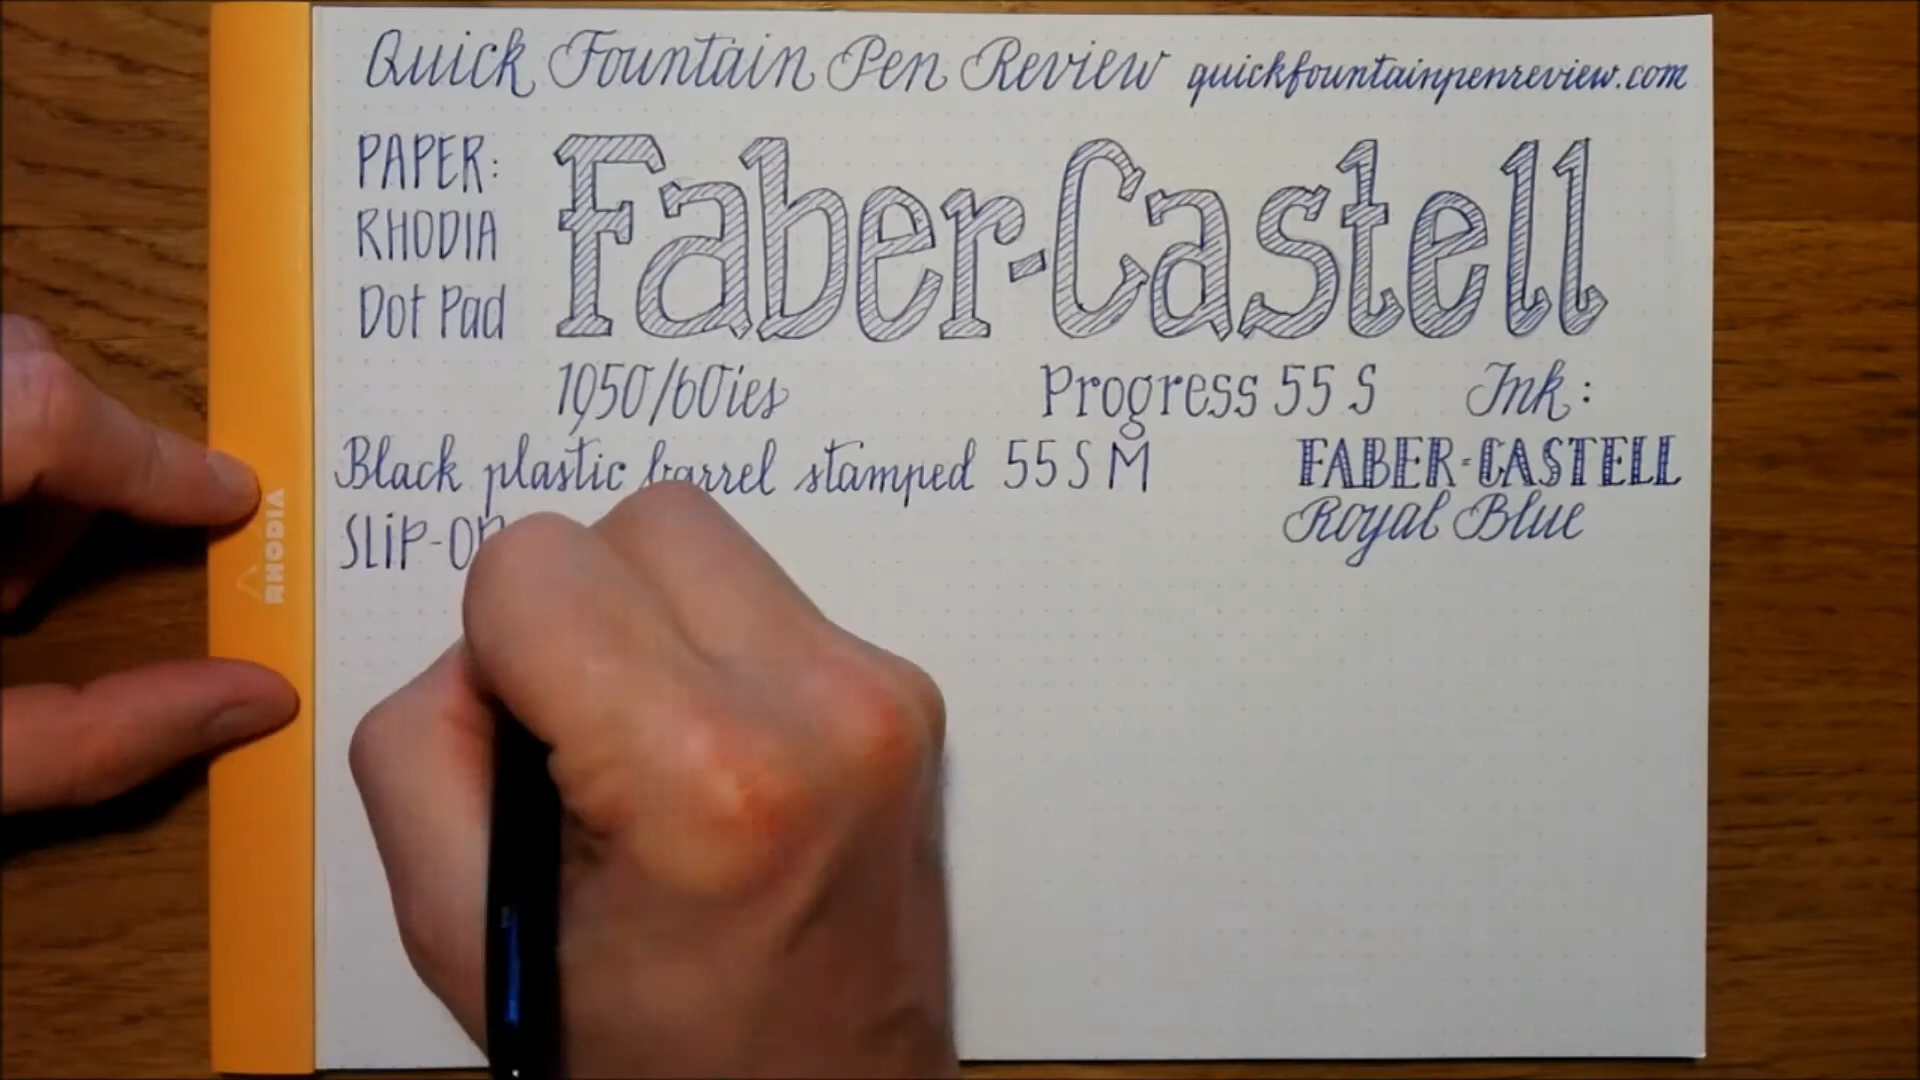 Quick Fountain Pen Review quickfountainpenreview.com
PAPER:
RHODIA
Dot Pad
Faber-Castell
1950/60ies
Progress 55 S
Ink:
Black plastic barrel stamped 55 S M
FABER-CASTELL
Royal Blue
SLIP-ON
RHODIA